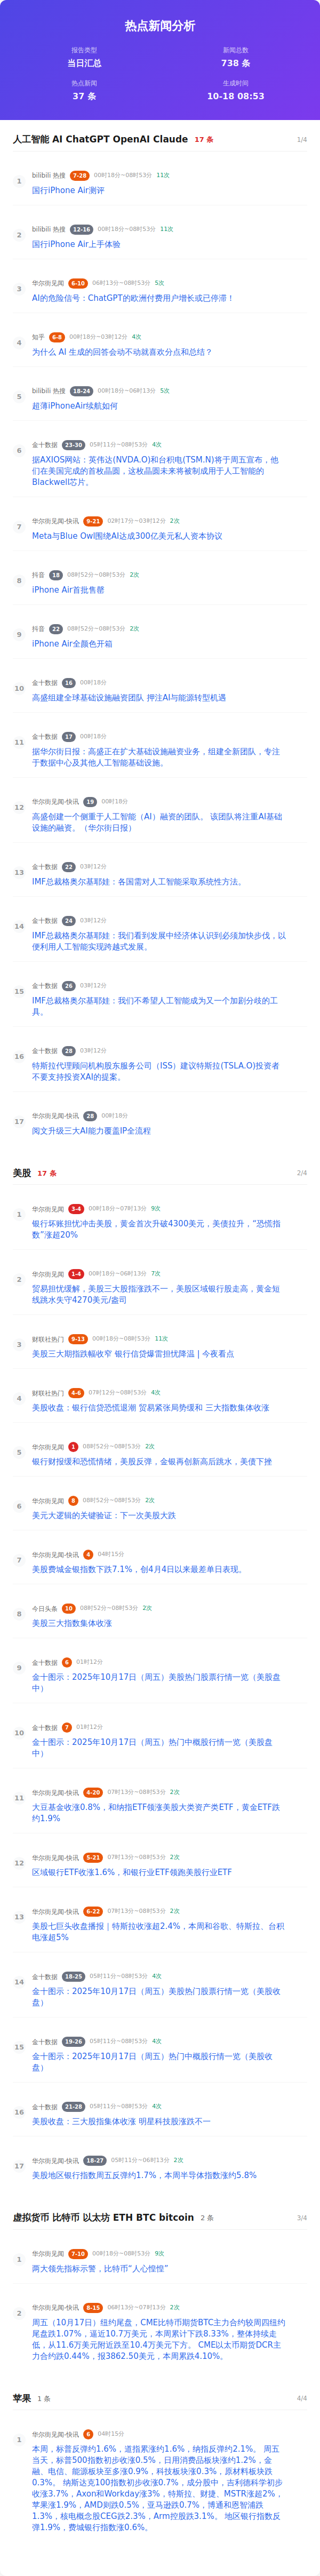 热点新闻分析
报告类型
当日汇总
新闻总数
738 条
热点新闻
37 条
生成时间
10-18 08:53
人工智能 AI ChatGPT OpenAI Claude 17 条 1/4
1
bilibili 热搜 7-28 00时18分~08时53分 11次
国行iPhone Air测评
2
bilibili 热搜 12-16 00时18分~08时53分 11次
国行iPhone Air上手体验
3
华尔街见闻 6-10 06时13分~08时53分 5次
AI的危险信号：ChatGPT的欧洲付费用户增长或已停滞！
4
知乎 6-8 00时18分~03时12分 4次
为什么 AI 生成的回答会动不动就喜欢分点和总结？
5
bilibili 热搜 18-24 00时18分~06时13分 5次
超薄iPhoneAir续航如何
6
金十数据 23-30 05时11分~08时53分 4次
据AXIOS网站：英伟达(NVDA.O)和台积电(TSM.N)将于周五宣布，他
们在美国完成的首枚晶圆，这枚晶圆未来将被制成用于人工智能的
Blackwell芯片。
7
华尔街见闻-快讯 9-21 02时17分~03时12分 2次
Meta与Blue Owl围绕AI达成300亿美元私人资本协议
8
抖音 18 08时52分~08时53分 2次
iPhone Air首批售罄
9
抖音 22 08时52分~08时53分 2次
iPhone Air全颜色开箱
10
金十数据 16 00时18分
高盛组建全球基础设施融资团队 押注AI与能源转型机遇
11
金十数据 17 00时18分
据华尔街日报：高盛正在扩大基础设施融资业务，组建全新团队，专注
于数据中心及其他人工智能基础设施。
12
华尔街见闻-快讯 19 00时18分
高盛创建一个侧重于人工智能（AI）融资的团队。 该团队将注重AI基础
设施的融资。（华尔街日报）
13
金十数据 22 03时12分
IMF总裁格奥尔基耶娃：各国需对人工智能采取系统性方法。
14
金十数据 24 03时12分
IMF总裁格奥尔基耶娃：我们看到发展中经济体认识到必须加快步伐，以
便利用人工智能实现跨越式发展。
15
金十数据 26 03时12分
IMF总裁格奥尔基耶娃：我们不希望人工智能成为又一个加剧分歧的工
具。
16
金十数据 28 03时12分
特斯拉代理顾问机构股东服务公司（ISS）建议特斯拉(TSLA.O)投资者
不要支持投资XAI的提案。
17
华尔街见闻-快讯 28 00时18分
阅文升级三大AI能力覆盖IP全流程
美股 17 条 2/4
1
华尔街见闻 3-4 00时18分~07时13分 9次
银行坏账担忧冲击美股，黄金首次升破4300美元，美债拉升，“恐慌指
数”涨超20%
2
华尔街见闻 1-4 00时18分~06时13分 7次
贸易担忧缓解，美股三大股指涨跌不一，美股区域银行股走高，黄金短
线跳水失守4270美元/盎司
3
财联社热门 9-13 00时18分~08时53分 11次
美股三大期指跌幅收窄 银行信贷爆雷担忧降温 | 今夜看点
4
财联社热门 4-6 07时12分~08时53分 4次
美股收盘：银行信贷恐慌退潮 贸易紧张局势缓和 三大指数集体收涨
5
华尔街见闻 1 08时52分~08时53分 2次
银行财报缓和恐慌情绪，美股反弹，金银再创新高后跳水，美债下挫
6
华尔街见闻 8 08时52分~08时53分 2次
美元大逻辑的关键验证：下一次美股大跌
7
华尔街见闻-快讯 4 04时15分
美股费城金银指数下跌7.1%，创4月4日以来最差单日表现。
8
今日头条 10 08时52分~08时53分 2次
美股三大指数集体收涨
9
金十数据 6 01时12分
金十图示：2025年10月17日（周五）美股热门股票行情一览（美股盘
中）
10
金十数据 7 01时12分
金十图示：2025年10月17日（周五）热门中概股行情一览（美股盘
中）
11
华尔街见闻-快讯 4-20 07时13分~08时53分 2次
大豆基金收涨0.8%，和纳指ETF领涨美股大类资产类ETF，黄金ETF跌
约1.9%
12
华尔街见闻-快讯 5-21 07时13分~08时53分 2次
区域银行ETF收涨1.6%，和银行业ETF领跑美股行业ETF
13
华尔街见闻-快讯 6-22 07时13分~08时53分 2次
美股七巨头收盘播报｜特斯拉收涨超2.4%，本周和谷歌、特斯拉、台积
电涨超5%
14
金十数据 18-25 05时11分~08时53分 4次
金十图示：2025年10月17日（周五）美股热门股票行情一览（美股收
盘）
15
金十数据 19-26 05时11分~08时53分 4次
金十图示：2025年10月17日（周五）热门中概股行情一览（美股收
盘）
16
金十数据 21-28 05时11分~08时53分 4次
美股收盘：三大股指集体收涨 明星科技股涨跌不一
17
华尔街见闻-快讯 18-27 05时11分~06时13分 2次
美股地区银行指数周五反弹约1.7%，本周半导体指数涨约5.8%
虚拟货币 比特币 以太坊 ETH BTC bitcoin 2 条 3/4
1
华尔街见闻 7-10 00时18分~08时53分 9次
两大领先指标示警，比特币“人心惶惶”
2
华尔街见闻-快讯 8-15 06时13分~07时13分 2次
周五（10月17日）纽约尾盘，CME比特币期货BTC主力合约较周四纽约
尾盘跌1.07%，逼近10.7万美元，本周累计下跌8.33%，整体持续走
低，从11.6万美元附近跌至10.4万美元下方。 CME以太币期货DCR主
力合约跌0.44%，报3862.50美元，本周累跌4.10%。
苹果 1 条 4/4
1
华尔街见闻-快讯 6 04时15分
本周，标普反弹约1.6%，道指累涨约1.6%，纳指反弹约2.1%。 周五
当天，标普500指数初步收涨0.5%，日用消费品板块涨约1.2%，金
融、电信、能源板块至多涨0.9%，科技板块涨0.3%，原材料板块跌
0.3%。 纳斯达克100指数初步收涨0.7%，成分股中，吉利德科学初步
收涨3.7%，Axon和Workday涨3%，特斯拉、财捷、MSTR涨超2%，
苹果涨1.9%，AMD则跌0.5%，亚马逊跌0.7%，博通和恩智浦跌
1.3%，核电概念股CEG跌2.3%，Arm控股跌3.1%。 地区银行指数反
弹1.9%，费城银行指数涨0.6%。